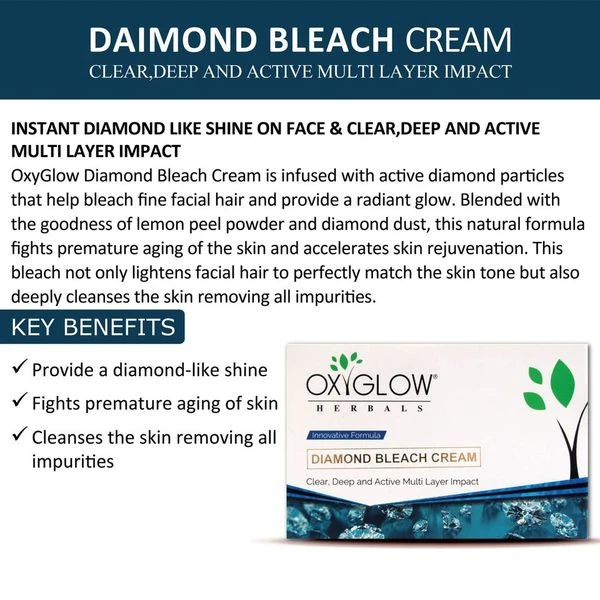 DAIMOND BLEACH CREAM
CLEAR,DEEP AND ACTIVE MULTI LAYER IMPACT
INSTANT DIAMOND LIKE SHINE ON FACE & CLEAR,DEEP AND ACTIVE
MULTI LAYER IMPACT
OxyGlow Diamond Bleach Cream is infused with active diamond particles
that help bleach fine facial hair and provide a radiant glow. Blended with
the goodness of lemon peel powder and diamond dust, this natural formula
fights premature aging of the skin and accelerates skin rejuvenation. This
bleach not only lightens facial hair to perfectly match the skin tone but also
deeply cleanses the skin removing all impurities.
KEY BENEFITS
✓ Provide a diamond-like shine
✓ Fights premature aging of skin
✓ Cleanses the skin removing all
impurities
OXYGLOW®
HERBALS
Innovative Formula
DIAMOND BLEACH CREAM
Clear, Deep and Active Multi Layer Impact